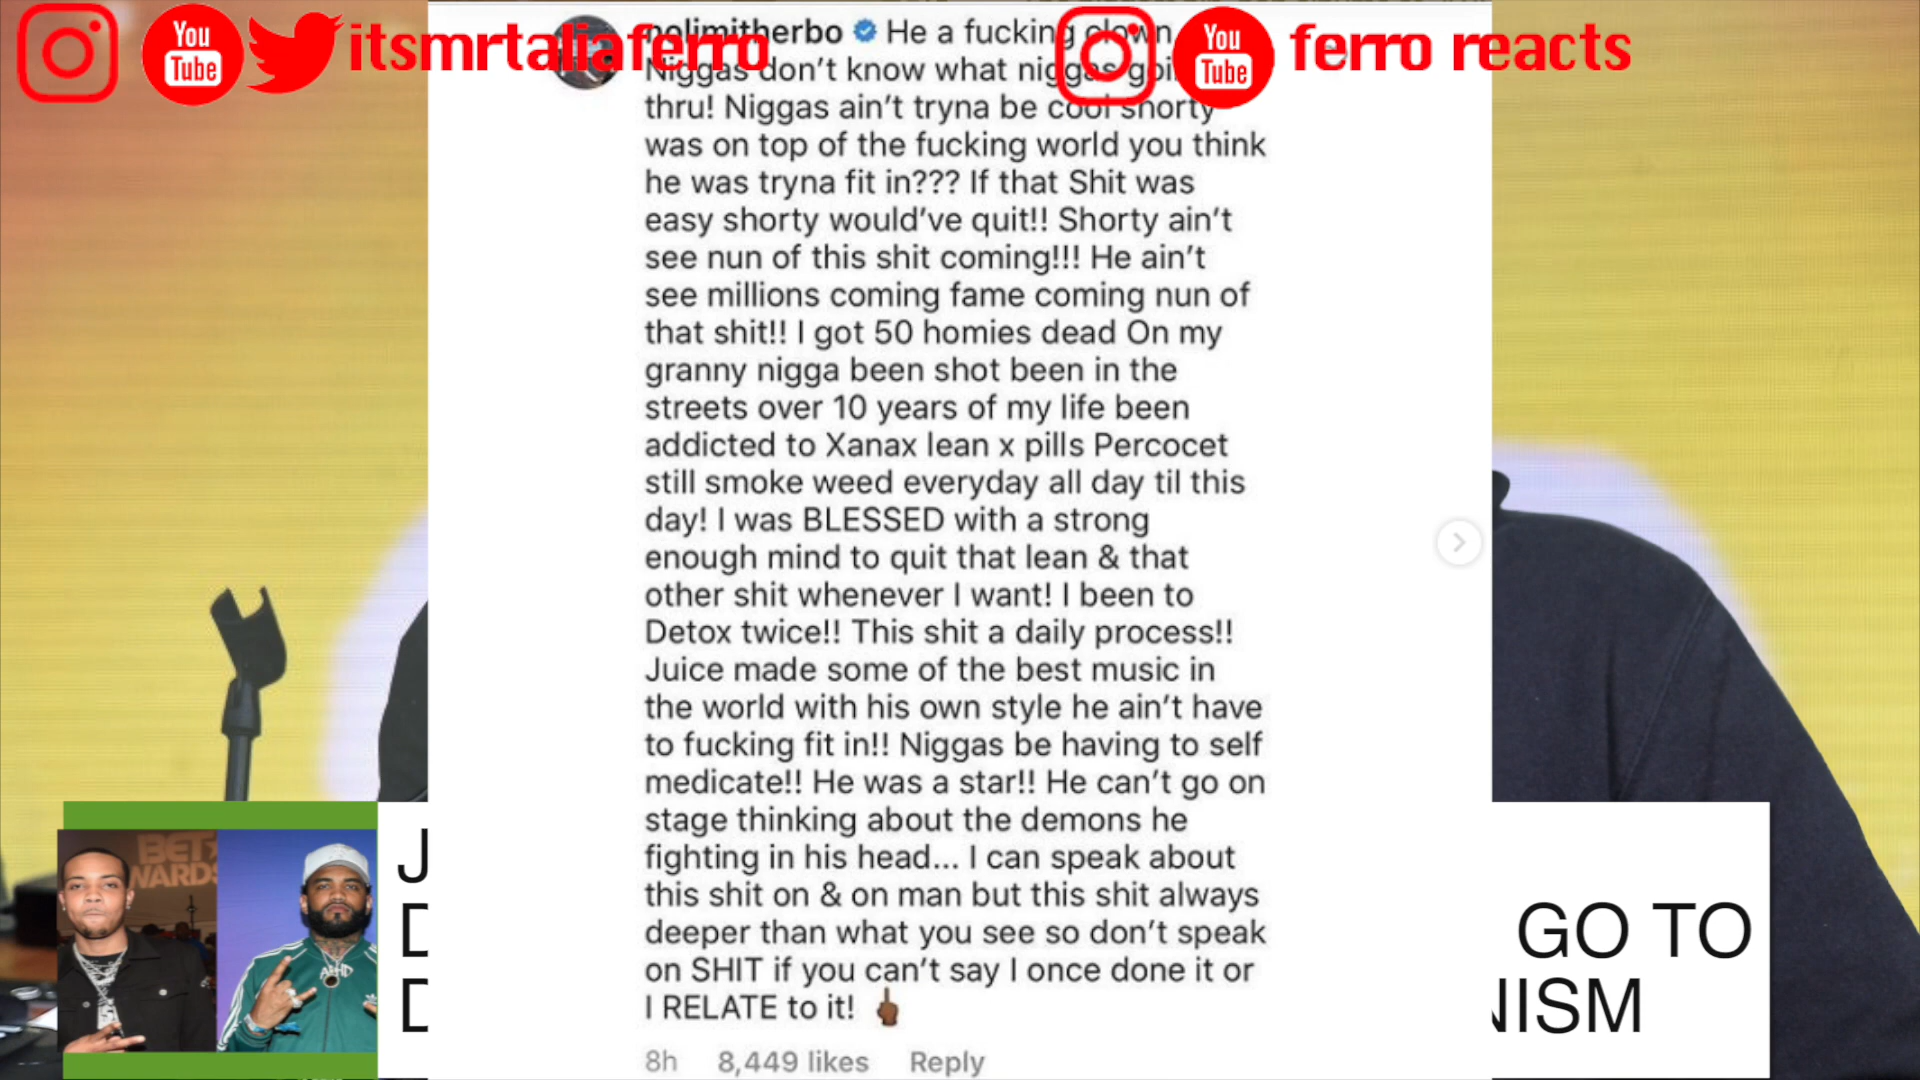 You
Tube
itsmrtaliaferro
You
Tube
ferro reacts
nolimitherbo He a fucking clown
Niggas don't know what niggas
thru! Niggas ain't tryna be cool shorty
was on top of the fucking world you think
he was tryna fit in??? If that Shit was
easy shorty would've quit!! Shorty ain't
see nun of this shit coming!!! He ain't
see millions coming fame coming nun of
that shit!! I got 50 homies dead On my
granny nigga been shot been in the
streets over 10 years of my life been
addicted to Xanax lean x pills Percocet
still smoke weed everyday all day til this
day! I was BLESSED with a strong
enough mind to quit that lean & that
other shit whenever I want! I been to
Detox twice!! This shit a daily process!!
Juice made some of the best music in
the world with his own style he ain't have
to fucking fit in!! Niggas be having to self
medicate!! He was a star!! He can't go on
stage thinking about the demons he
fighting in his head... I can speak about
this shit on & on man but this shit always
deeper than what you see so don't speak
on SHIT if you can't say I once done it or
I RELATE to it! 🖕🏾
8h 8,449 likes Reply
BET
AWARDS
J
D GO TO
D NISM